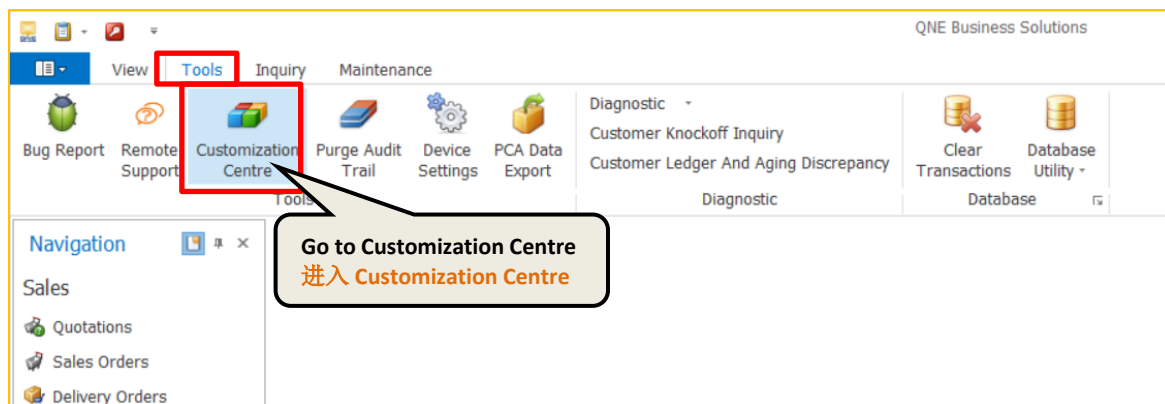 QNE Business Solutions
View Tools Inquiry Maintenance
Bug Report
Remote Support
Customization Centre
Purge Audit Trail
Device Settings
PCA Data Export
Diagnostic
Customer Knockoff Inquiry
Customer Ledger And Aging Discrepancy
Clear Transactions
Database Utility
Tools
Diagnostic
Database
Navigation
Go to Customization Centre
进入 Customization Centre
Sales
Quotations
Sales Orders
Delivery Orders